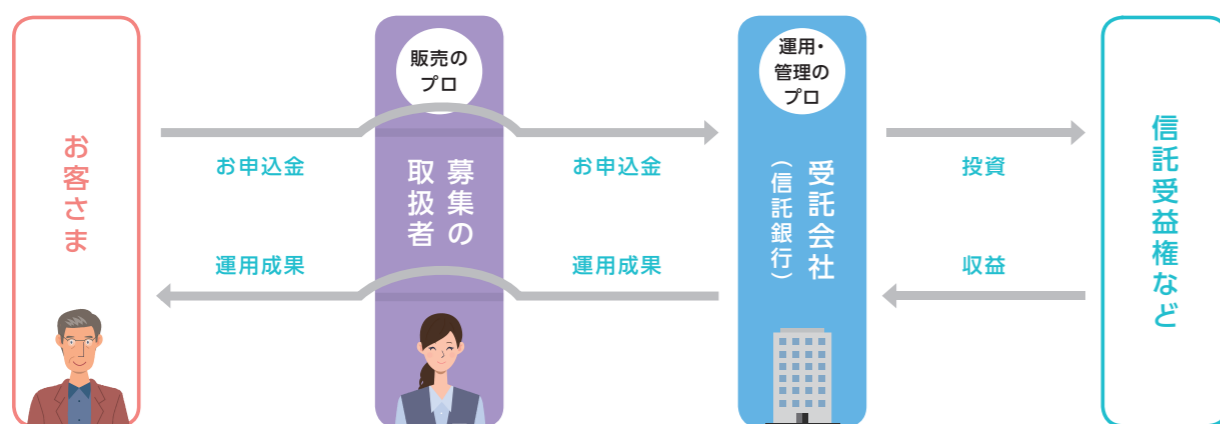 お客さま
販売の
プロ
募集の
取扱者
運用・
管理の
プロ
受託会社
（信託銀行）
信託受益権など
お申込金
お申込金
投資
運用成果
運用成果
収益